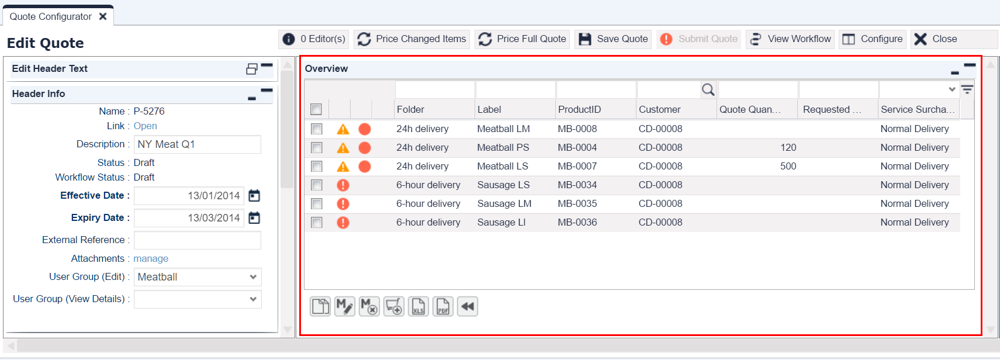 Quote Configurator
Edit Quote
0 Editor(s) Price Changed Items Price Full Quote Save Quote Submit Quote View Workflow Configure Close
Edit Header Text
Header Info
Name : P-5276
Link : Open
Description : NY Meat Q1
Status : Draft
Workflow Status : Draft
Effective Date : 13/01/2014
Expiry Date : 13/03/2014
External Reference :
Attachments : manage
User Group (Edit) : Meatball
User Group (View Details) :
Overview
Folder Label ProductID Customer Quote Quan... Requested ... Service Surcha...
24h delivery Meatball LM MB-0008 CD-00008 Normal Delivery
24h delivery Meatball PS MB-0004 CD-00008 120 Normal Delivery
24h delivery Meatball LS MB-0007 CD-00008 500 Normal Delivery
6-hour delivery Sausage LS MB-0034 CD-00008 Normal Delivery
6-hour delivery Sausage LM MB-0035 CD-00008 Normal Delivery
6-hour delivery Sausage LI MB-0036 CD-00008 Normal Delivery
M M XLS PDF